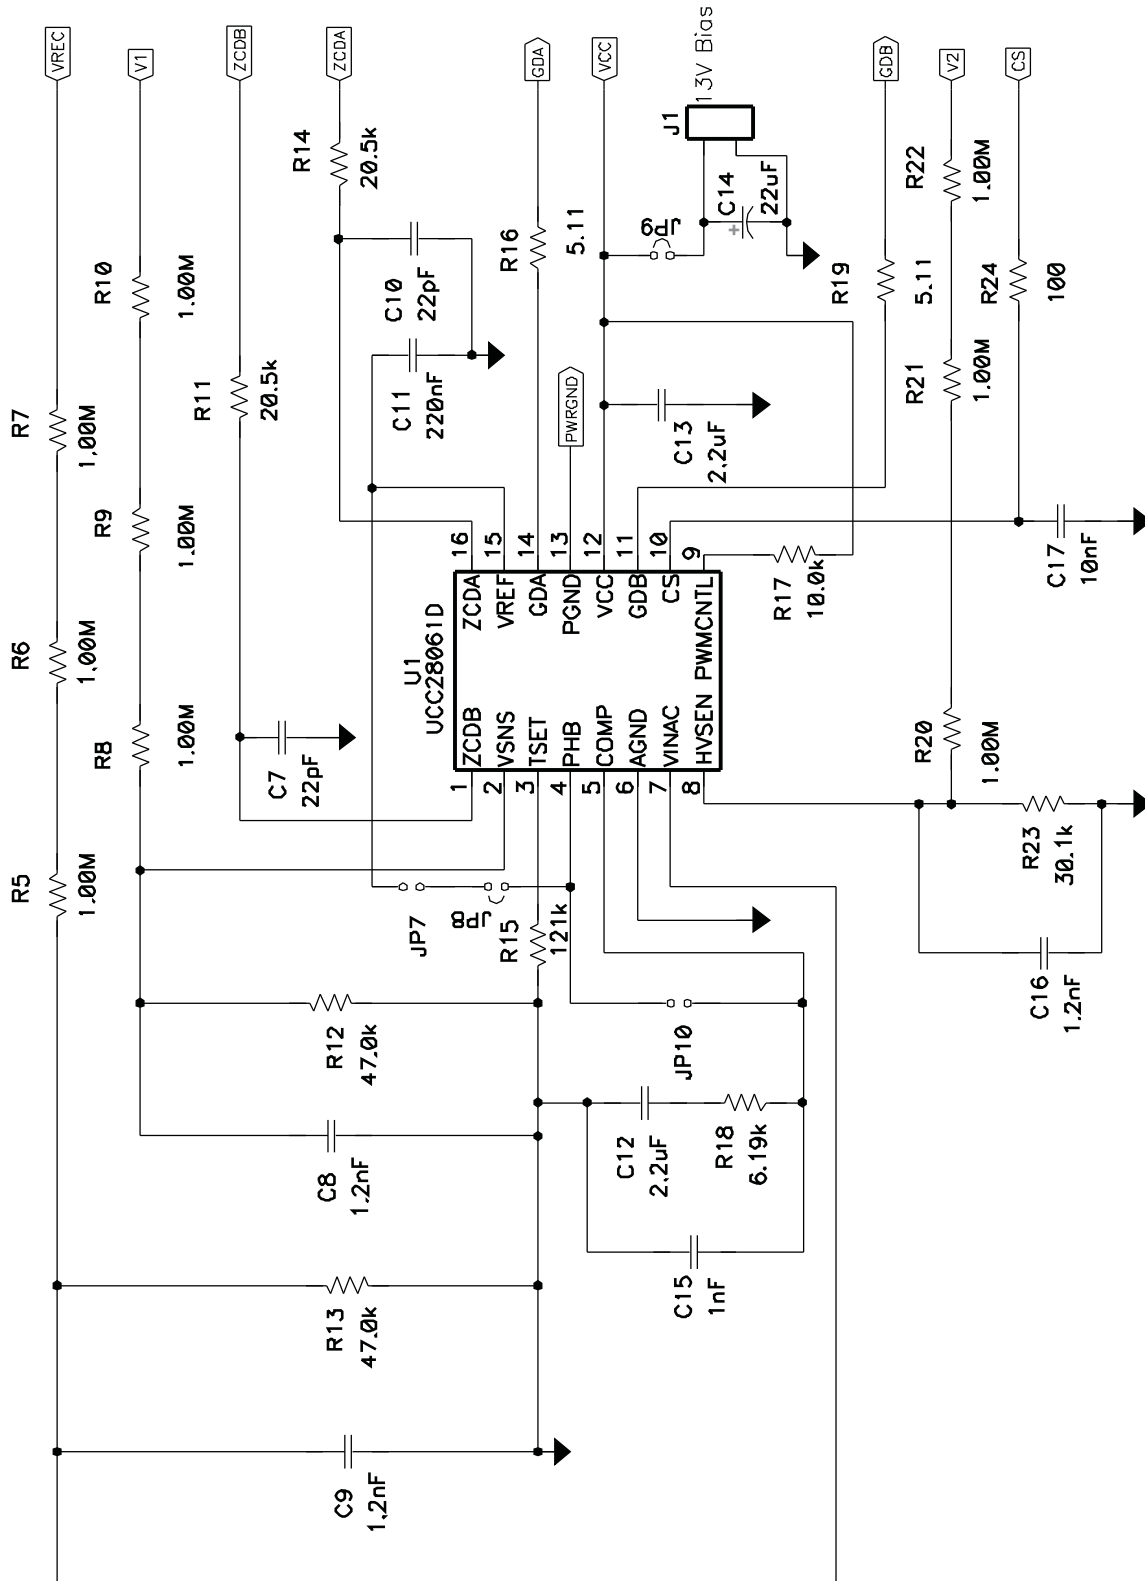 VREC
V1
ZCDB
ZCDA
GDA
VCC
GDB
V2
CS
13V Bias
J1
R14
20.5k
C14
22uF
R22
1.00M
JP9
R16
5.11
R10
1.00M
C10
22pF
R19
5.11
R24
100
R11
20.5k
C11
220nF
PWRGND
R21
1.00M
R7
1.00M
C13
2.2uF
R9
1.00M
C17
10nF
16
15
14
13
12
11
10
9
R17
10.0k
U1
UCC28061D
ZCDA
VREF
GDA
PGND
VCC
GDB
CS
PWMCNTL
ZCDB
VSNS
TSET
PHB
COMP
AGND
VINAC
HVSEN
1
2
3
4
5
6
7
8
R6
1.00M
R8
1.00M
C7
22pF
R20
1.00M
R23
30.1k
R5
1.00M
JP7
JP8
R15
121k
C16
1.2nF
R12
47.0k
JP10
C12
2.2uF
R18
6.19k
C8
1.2nF
C15
1nF
R13
47.0k
C9
1.2nF